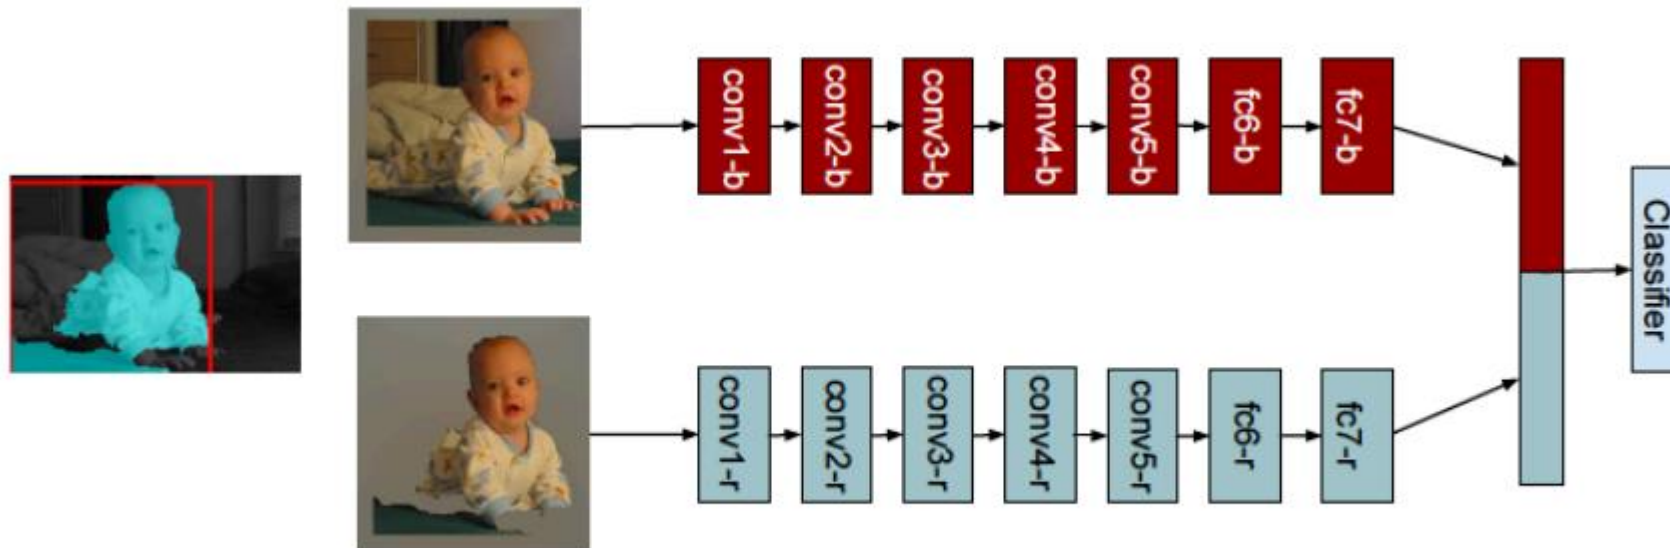 conv1-b
conv2-b
conv3-b
conv4-b
conv5-b
fc6-b
fc7-b
Classifier
conv1-r
conv2-r
conv3-r
conv4-r
conv5-r
fc6-r
fc7-r